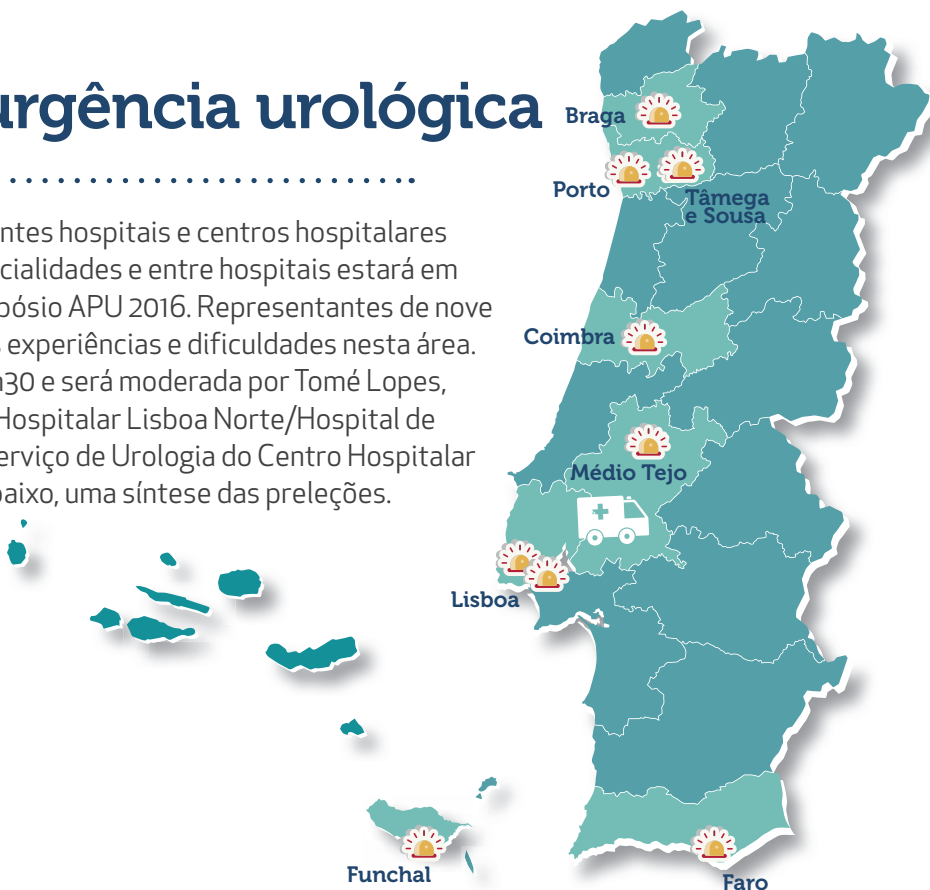 urgência urológica
ntes hospitais e centros hospitalares
cialidades e entre hospitais estará em
pósio APU 2016. Representantes de nove
s experiências e dificuldades nesta área.
h30 e será moderada por Tomé Lopes,
Hospitalar Lisboa Norte/Hospital de
erviço de Urologia do Centro Hospitalar
baixo, uma síntese das preleções.
Braga
Porto
Tâmega
e Sousa
Coimbra
Médio Tejo
Lisboa
Funchal
Faro